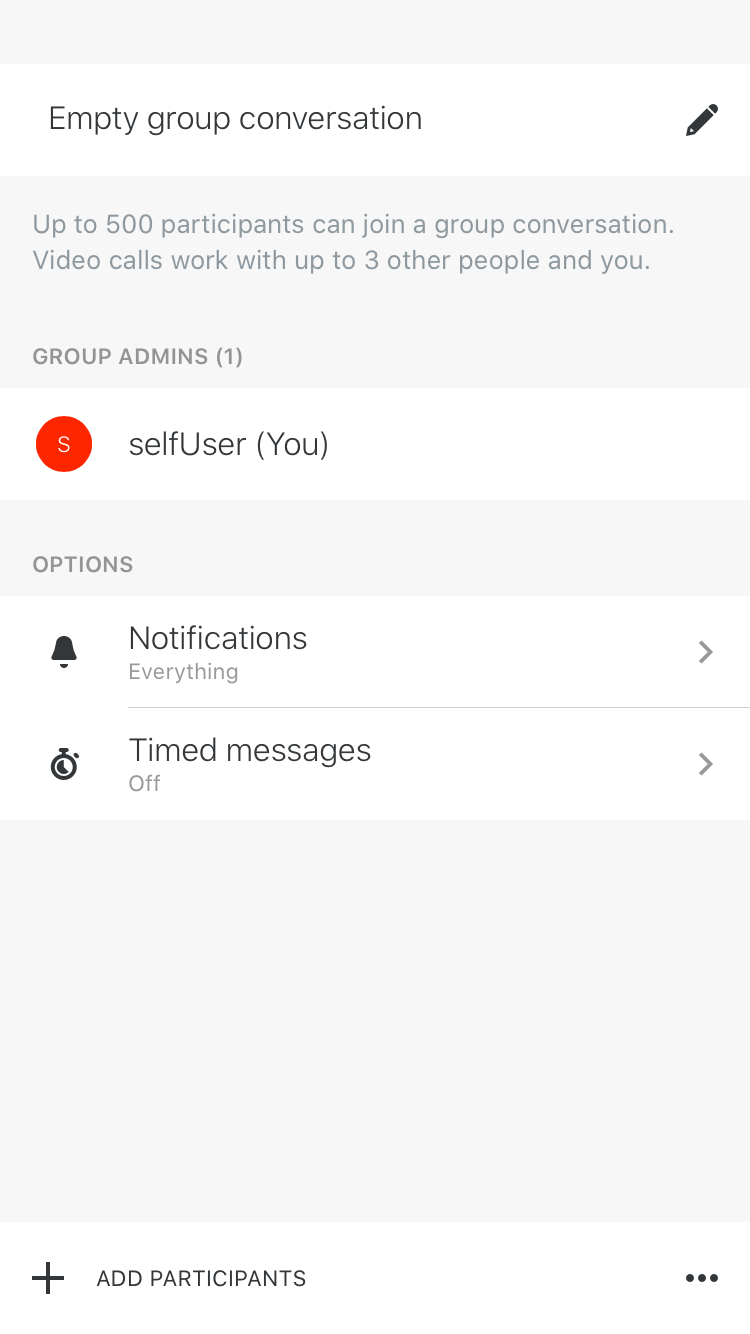 Empty group conversation
Up to 500 participants can join a group conversation.
Video calls work with up to 3 other people and you.
GROUP ADMINS (1)
S
selfUser (You)
OPTIONS
Notifications
Everything
Timed messages
Off
ADD PARTICIPANTS